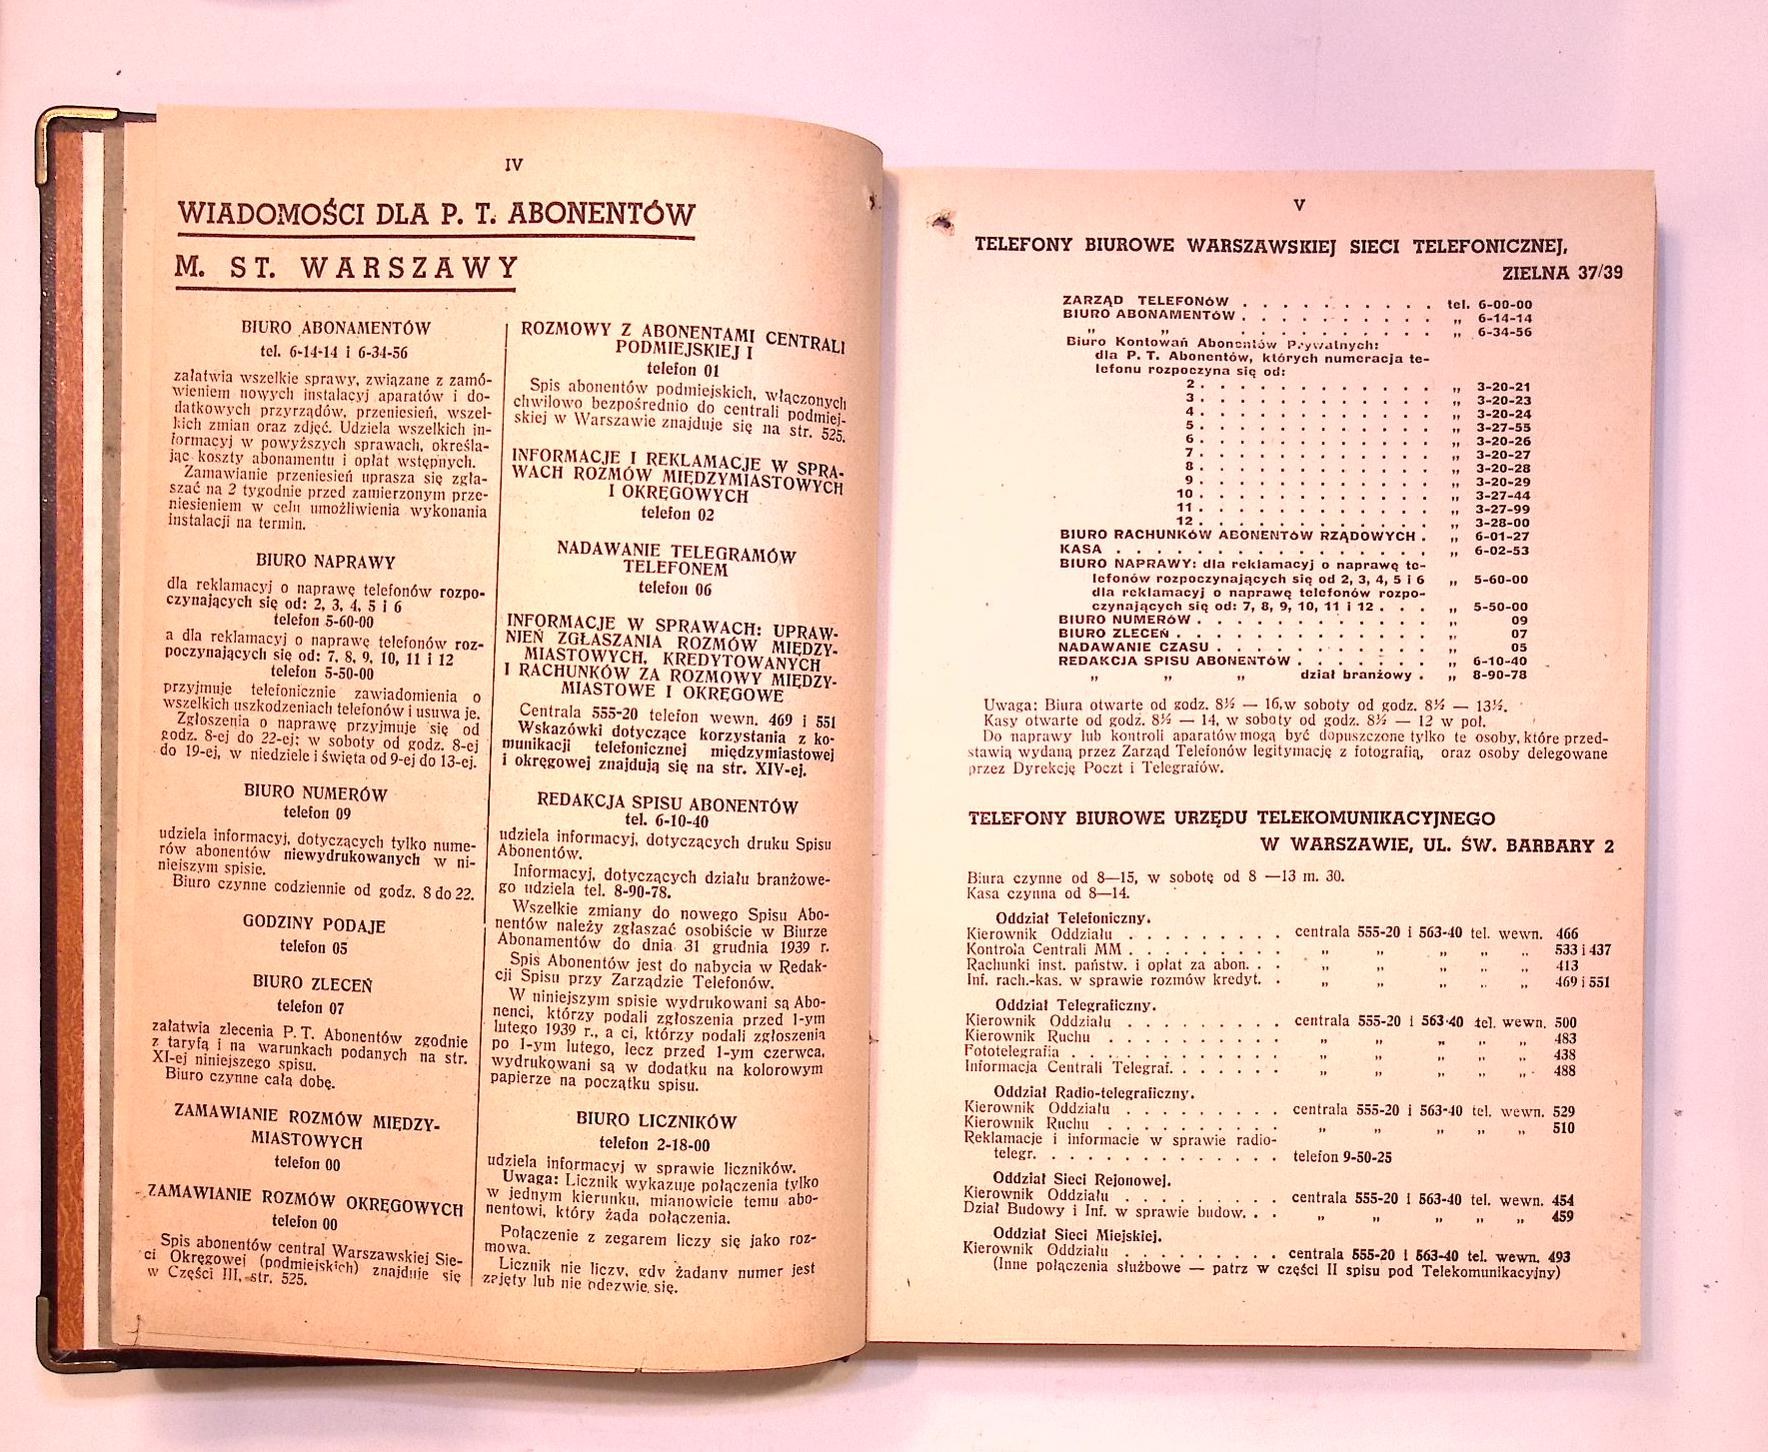 IV
WIADOMOŚCI DLA P. T. ABONENTÓW
M. ST. WARSZAWY
BIURO ABONAMENTÓW
tel. 6-14-14 i 6-34-56
załatwia wszelkie sprawy, związane z zamó-
wieniem nowych instalacyj aparatów i do-
datkowych przyrządów, przeniesień, wszel-
kich zmian oraz zdjęć. Udziela wszelkich in-
formacyj w powyższych sprawach, określa-
jąc koszty abonamentu i opłat wstępnych.
Zamawianie przeniesień uprasza się zgła-
szać na 2 tygodnie przed zamierzonym prze-
niesieniem w celu umożliwienia wykonania
instalacji na termin.
BIURO NAPRAWY
dla reklamacyj o naprawę telefonów rozpo-
czynających się od: 2, 3, 4, 5 i 6
telefon 5-60-00
a dla reklamacyj o naprawę telefonów roz-
poczynających się od: 7, 8, 9, 10, 11 i 12
telefon 5-50-00
przyjmuje telefonicznie zawiadomienia o
wszelkich uszkodzeniach telefonów i usuwa je.
Zgłoszenia o naprawę przyjmuje się od
godz. 8-ej do 22-ej; w soboty od godz. 8-ej
do 19-ej, w niedziele i święta od 9-ej do 13-ej.
BIURO NUMERÓW
telefon 09
udziela informacyj, dotyczących tylko nume-
rów abonentów niewydrukowanych w ni-
niejszym spisie.
Biuro czynne codziennie od godz. 8 do 22.
GODZINY PODAJE
telefon 05
BIURO ZLECEŃ
telefon 07
załatwia zlecenia P. T. Abonentów zgodnie
z taryfą i na warunkach podanych na str.
XI-ej niniejszego spisu.
Biuro czynne całą dobę.
ZAMAWIANIE ROZMÓW MIĘDZY-
MIASTOWYCH
telefon 00
ZAMAWIANIE ROZMÓW OKRĘGOWYCH
telefon 00
Spis abonentów central Warszawskiej Sie-
ci Okręgowej (podmiejskich) znajduje się
w Części III, str. 525.
ROZMOWY Z ABONENTAMI CENTRALI
PODMIEJSKIEJ I
telefon 01
Spis abonentów podmiejskich, włączonych
chwilowo bezpośrednio do centrali podmiej-
skiej w Warszawie znajduje się na str. 525.
INFORMACJE I REKLAMACJE W SPRA-
WACH ROZMÓW MIĘDZYMIASTOWYCH
I OKRĘGOWYCH
telefon 02
NADAWANIE TELEGRAMÓW
TELEFONEM
telefon 06
INFORMACJE W SPRAWACH: UPRAW-
NIEŃ ZGŁASZANIA ROZMÓW MIĘDZY-
MIASTOWYCH, KREDYTOWANYCH
I RACHUNKÓW ZA ROZMOWY MIĘDZY-
MIASTOWE I OKRĘGOWE
Centrala 555-20 telefon wewn. 469 i 551
Wskazówki dotyczące korzystania z ko-
munikacji telefonicznej międzymiastowej
i okręgowej znajdują się na str. XIV-ej.
REDAKCJA SPISU ABONENTÓW
tel. 6-10-40
udziela informacyj, dotyczących druku Spisu
Abonentów.
Informacyj, dotyczących działu branżowe-
go udziela tel. 8-90-78.
Wszelkie zmiany do nowego Spisu Abo-
nentów należy zgłaszać osobiście w Biurze
Abonamentów do dnia 31 grudnia 1939 r.
Spis Abonentów jest do nabycia w Redak-
cji Spisu przy Zarządzie Telefonów.
W niniejszym spisie wydrukowani są Abo-
nenci, którzy podali zgłoszenia przed 1-ym
lutego 1939 r., a ci, którzy podali zgłoszenia
po 1-ym lutego, lecz przed 1-ym czerwca,
wydrukowani są w dodatku na kolorowym
papierze na początku spisu.
BIURO LICZNIKÓW
telefon 2-18-00
udziela informacyj w sprawie liczników.
Uwaga: Licznik wykazuje połączenia tylko
w jednym kierunku, mianowicie temu abo-
nentowi, który żąda połączenia.
Połączenie z zegarem liczy się jako roz-
mowa.
Licznik nie liczy, gdy żadany numer jest
zajęty lub nie odezwie się.
V
TELEFONY BIUROWE WARSZAWSKIEJ SIECI TELEFONICZNEJ,
ZIELNA 37/39
ZARZĄD TELEFONÓW . . . . . . . . . . tel. 6-00-00
BIURO ABONAMENTÓW . . . . . . . . . . „ 6-14-14
„ „ . . . . . . . . . . „ 6-34-56
Biuro Kontowań Abonentów Prywatnych:
dla P. T. Abonentów, których numeracja te-
lefonu rozpoczyna się od:
2 . . . . . . . . . . . . „ 3-20-21
3 . . . . . . . . . . . . „ 3-20-23
4 . . . . . . . . . . . . „ 3-20-24
5 . . . . . . . . . . . . „ 3-27-55
6 . . . . . . . . . . . . „ 3-20-26
7 . . . . . . . . . . . . „ 3-20-27
8 . . . . . . . . . . . . „ 3-20-28
9 . . . . . . . . . . . . „ 3-20-29
10 . . . . . . . . . . . . „ 3-27-44
11 . . . . . . . . . . . . „ 3-27-99
12 . . . . . . . . . . . . „ 3-28-00
BIURO RACHUNKÓW ABONENTÓW RZĄDOWYCH . „ 6-01-27
KASA . . . . . . . . . . . . . . . „ 6-02-53
BIURO NAPRAWY: dla reklamacyj o naprawę te-
lefonów rozpoczynających się od 2, 3, 4, 5 i 6 „ 5-60-00
dla reklamacyj o naprawę telefonów rozpo-
czynających się od: 7, 8, 9, 10, 11 i 12 . . . „ 5-50-00
BIURO NUMERÓW . . . . . . . . . . . . „ 09
BIURO ZLECEŃ . . . . . . . . . . . . . „ 07
NADAWANIE CZASU . . . . . . . . . . . „ 05
REDAKCJA SPISU ABONENTÓW . . . . . . . „ 6-10-40
„ „ „ dział branżowy . „ 8-90-78
Uwaga: Biura otwarte od godz. 8½ — 16, w soboty od godz. 8½ — 13½.
Kasy otwarte od godz. 8½ — 14, w soboty od godz. 8½ — 12 w poł.
Do naprawy lub kontroli aparatów mogą być dopuszczone tylko te osoby, które przed-
stawią wydaną przez Zarząd Telefonów legitymację z fotografią, oraz osoby delegowane
przez Dyrekcję Poczt i Telegrafów.
TELEFONY BIUROWE URZĘDU TELEKOMUNIKACYJNEGO
W WARSZAWIE, UL. ŚW. BARBARY 2
Biura czynne od 8—15, w sobotę od 8 —13 m. 30.
Kasa czynna od 8—14.
Oddział Telefoniczny.
Kierownik Oddziału . . . . . . . . . centrala 555-20 i 563-40 tel. wewn. 466
Kontrola Centrali MM . . . . . . . . . „ „ „ „ „ 533 i 437
Rachunki inst. państw. i opłat za abon. . . „ „ „ „ „ 413
Inf. rach.-kas. w sprawie rozmów kredyt. . „ „ „ „ „ 469 i 551
Oddział Telegraficzny.
Kierownik Oddziału . . . . . . . . . centrala 555-20 i 563-40 tel. wewn. 500
Kierownik Ruchu . . . . . . . . . . „ „ „ „ „ 483
Fototelegrafia . . . . . . . . . . . . „ „ „ „ „ 438
Informacja Centrali Telegraf. . . . . . . „ „ „ „ „ 488
Oddział Radio-telegraficzny.
Kierownik Oddziału . . . . . . . . . centrala 555-20 i 563-40 tel. wewn. 529
Kierownik Ruchu . . . . . . . . . . „ „ „ „ „ 510
Reklamacje i informacje w sprawie radio-
telegr. . . . . . . . . . . . . . telefon 9-50-25
Oddział Sieci Rejonowej.
Kierownik Oddziału . . . . . . . . . centrala 555-20 i 563-40 tel. wewn. 454
Dział Budowy i Inf. w sprawie budow. . . „ „ „ „ „ 459
Oddział Sieci Miejskiej.
Kierownik Oddziału . . . . . . . . . centrala 555-20 i 563-40 tel. wewn. 493
(Inne połączenia służbowe — patrz w części II spisu pod Telekomunikacyjny)